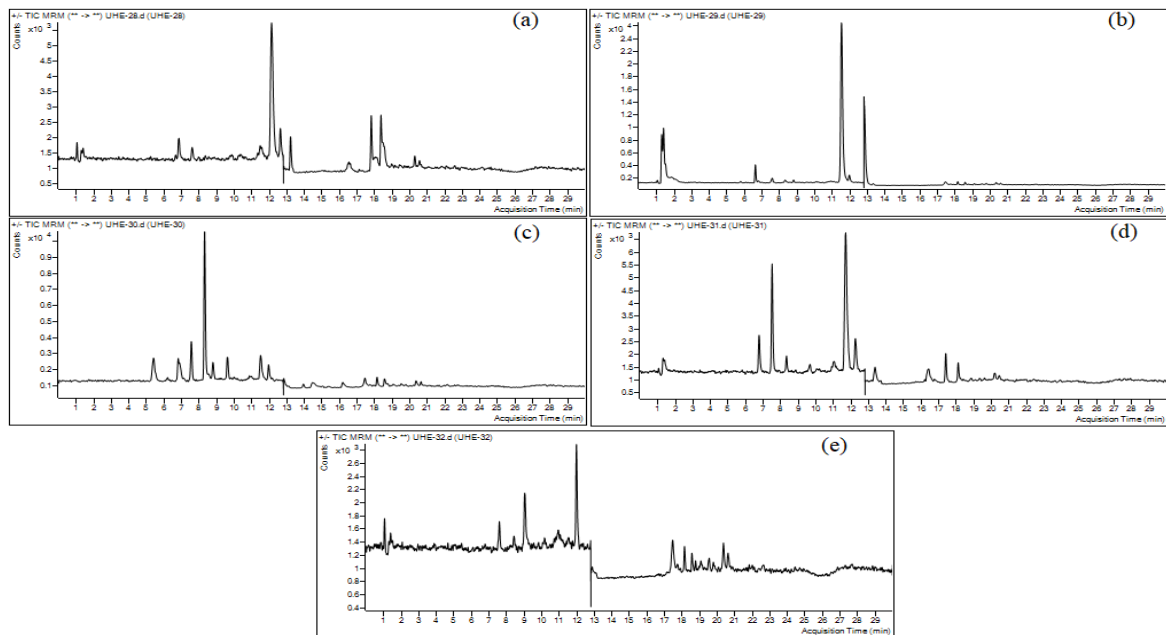 +/- TIC MRM (** -> **) UHE-28.d (UHE-28)
(a)
Counts
x10 3
5
4.5
4
3.5
3
2.5
2
1.5
1
0.5
1 2 3 4 5 6 7 8 9 10 11 12 13 14 15 16 17 18 19 20 21 22 23 24 25 26 27 28 29
Acquisition Time (min)
+/- TIC MRM (** -> **) UHE-29.d (UHE-29)
(b)
Counts
x10 4
2.4
2.2
2
1.8
1.6
1.4
1.2
1
0.8
0.6
0.4
0.2
1 2 3 4 5 6 7 8 9 10 11 12 13 14 15 16 17 18 19 20 21 22 23 24 25 26 27 28 29
Acquisition Time (min)
+/- TIC MRM (** -> **) UHE-30.d (UHE-30)
(c)
Counts
x10 4
1
0.9
0.8
0.7
0.6
0.5
0.4
0.3
0.2
0.1
1 2 3 4 5 6 7 8 9 10 11 12 13 14 15 16 17 18 19 20 21 22 23 24 25 26 27 28 29
Acquisition Time (min)
+/- TIC MRM (** -> **) UHE-31.d (UHE-31)
(d)
Counts
x10 3
6
5.5
5
4.5
4
3.5
3
2.5
2
1.5
1
0.5
1 2 3 4 5 6 7 8 9 10 11 12 13 14 15 16 17 18 19 20 21 22 23 24 25 26 27 28 29
Acquisition Time (min)
+/- TIC MRM (** -> **) UHE-32.d (UHE-32)
(e)
Counts
x10 3
2.6
2.4
2.2
2
1.8
1.6
1.4
1.2
1
0.8
0.6
0.4
1 2 3 4 5 6 7 8 9 10 11 12 13 14 15 16 17 18 19 20 21 22 23 24 25 26 27 28 29
Acquisition Time (min)